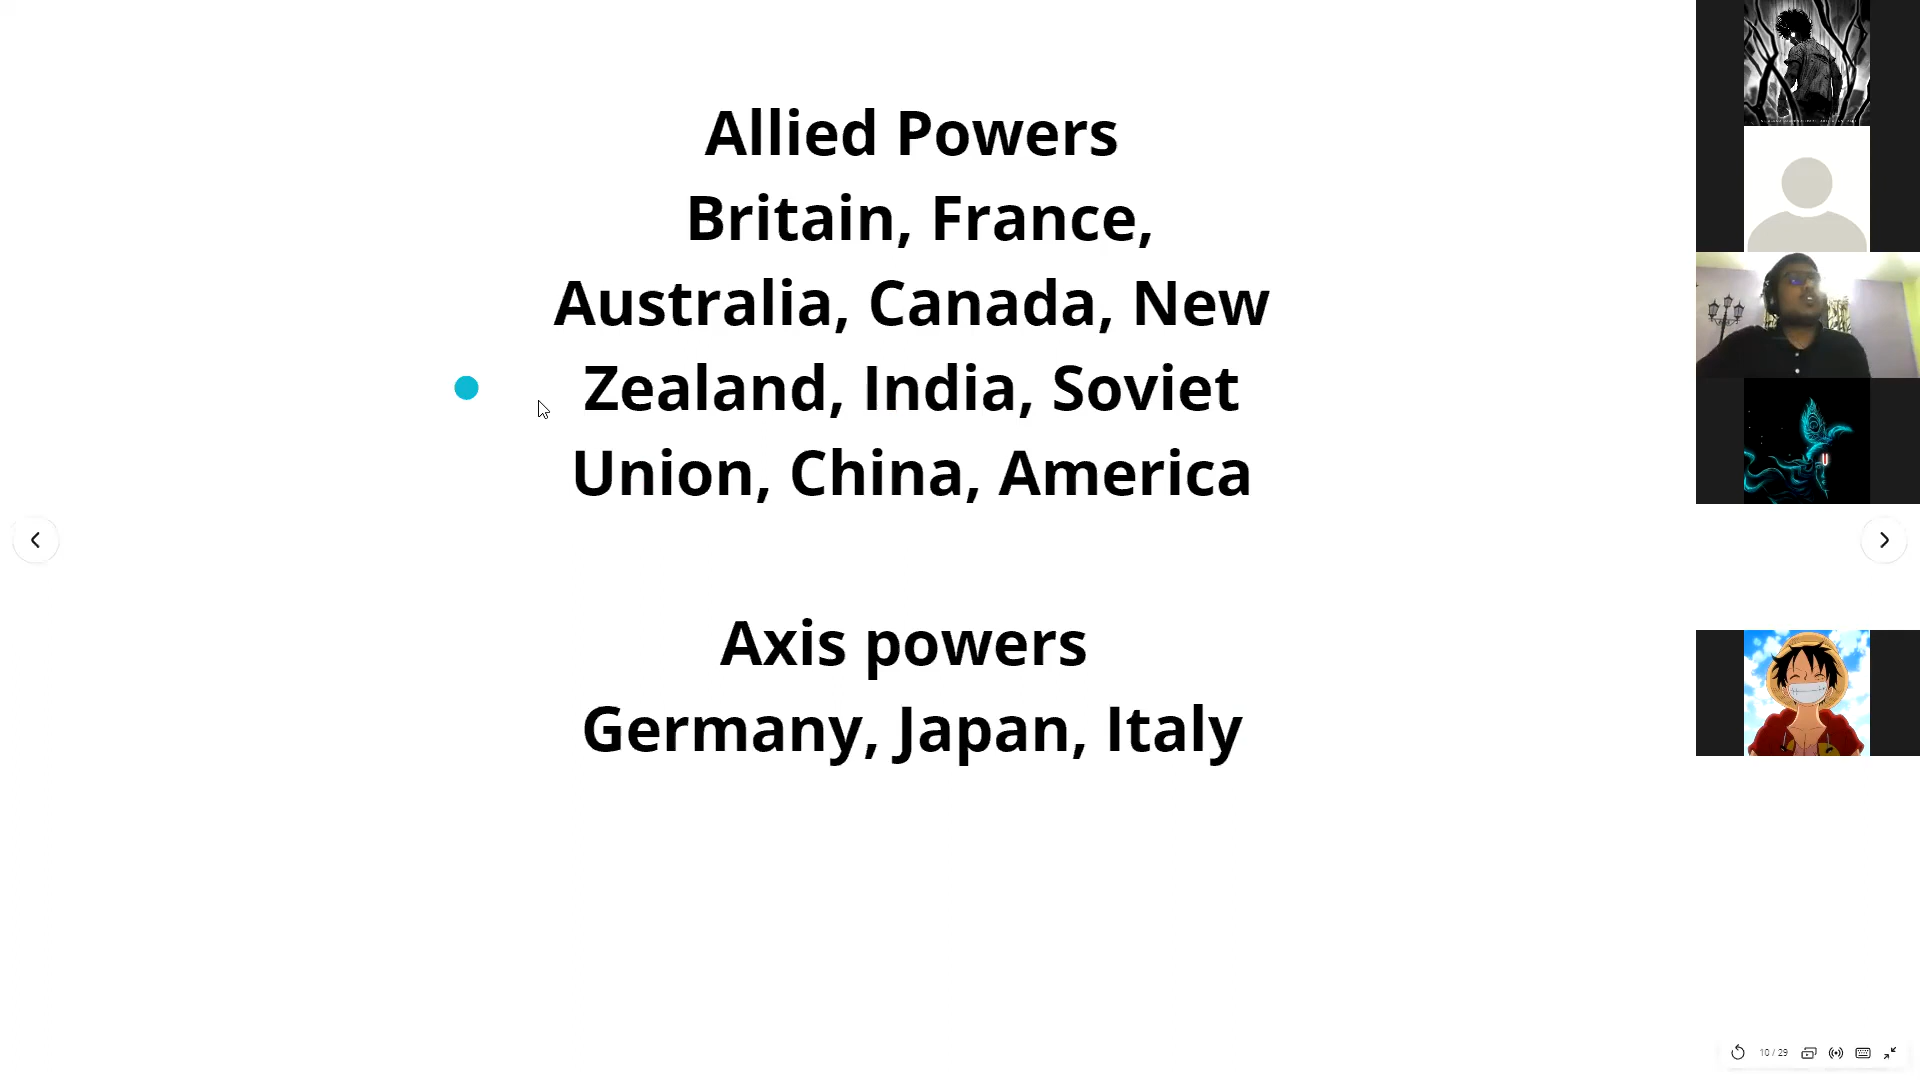 Allied Powers
Britain, France,
Australia, Canada, New
Zealand, India, Soviet
Union, China, America
Axis powers
Germany, Japan, Italy
10 / 29